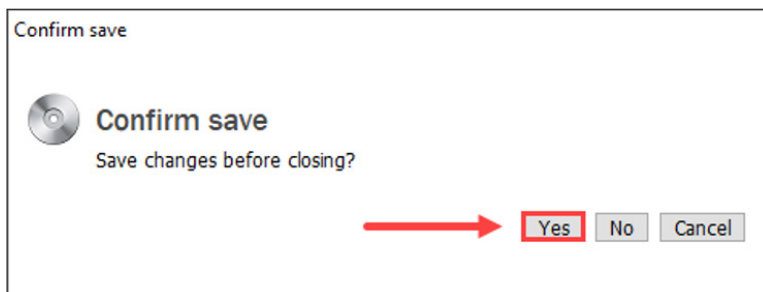 Confirm save
Confirm save
Save changes before closing?
Yes No Cancel